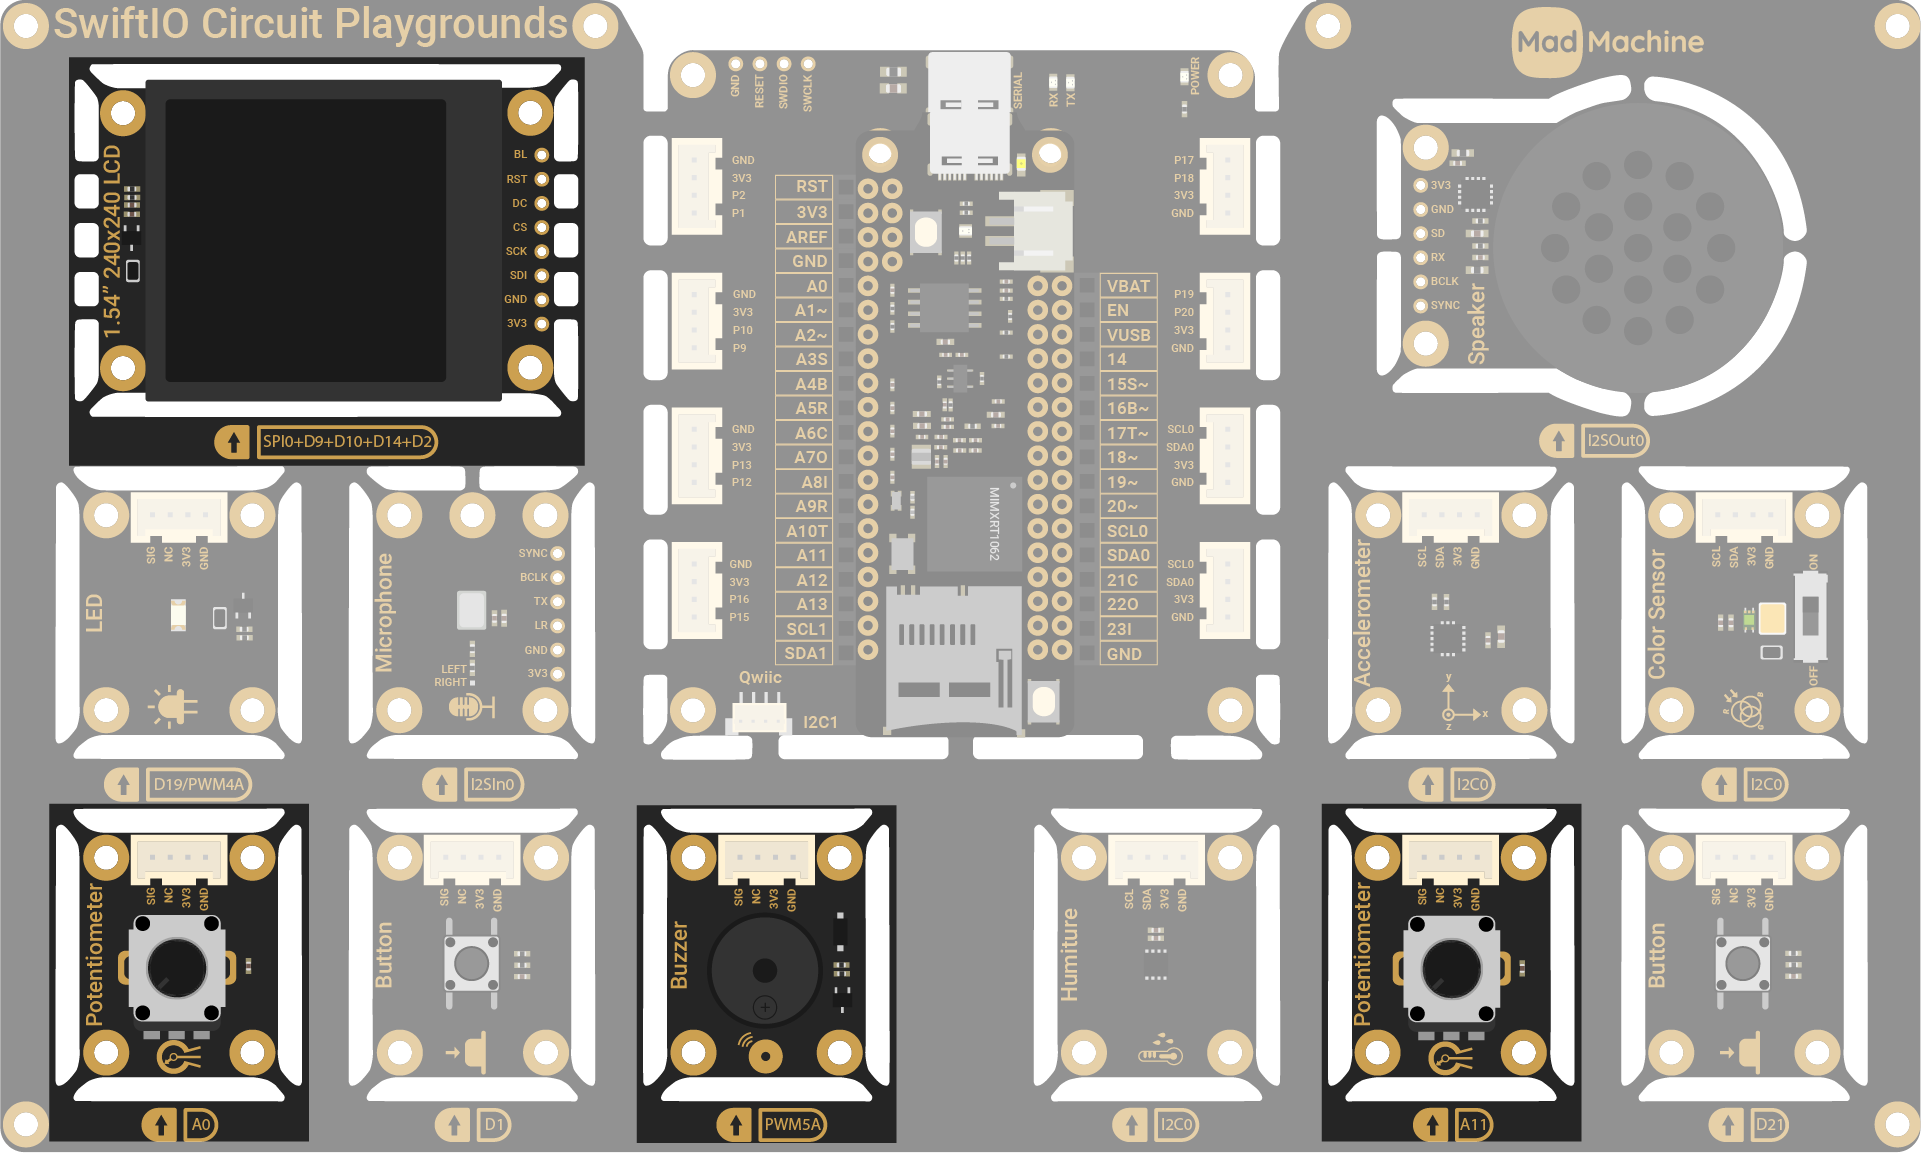 SwiftIO Circuit Playgrounds
Mad Machine
1.54” 240x240 LCD
BL
RST
DC
CS
SCK
SDI
GND
3V3
SPI0+D9+D10+D14+D2
GND
RESET
SWDIO
SWCLK
SERIAL
RX
TX
POWER
GND
3V3
P2
P1
GND
3V3
P10
P9
GND
3V3
P13
P12
GND
3V3
P16
P15
RST
3V3
AREF
GND
A0
A1~
A2~
A3S
A4B
A5R
A6C
A7O
A8I
A9R
A10T
A11
A12
A13
SCL1
SDA1
Qwiic
I2C1
MIMXRT1062
VBAT
EN
VUSB
14
15S~
16B~
17T~
18~
19~
20~
SCL0
SDA0
21C
22O
23I
GND
P17
P18
3V3
GND
P19
P20
3V3
GND
SCL0
SDA0
3V3
GND
SCL0
SDA0
3V3
GND
3V3
GND
SD
RX
BCLK
SYNC
Speaker
I2SOut0
SIG
NC
3V3
GND
LED
D19/PWM4A
Microphone
SYNC
BCLK
TX
LR
GND
3V3
LEFT
RIGHT
I2SIn0
SCL
SDA
3V3
GND
Accelerometer
y
x
z
I2C0
SCL
SDA
3V3
GND
Color Sensor
ON
OFF
R
B
G
I2C0
SIG
NC
3V3
GND
Potentiometer
A0
SIG
NC
3V3
GND
Button
D1
SIG
NC
3V3
GND
Buzzer
PWM5A
SCL
SDA
3V3
GND
Humiture
I2C0
SIG
NC
3V3
GND
Potentiometer
A11
SIG
NC
3V3
GND
Button
D21